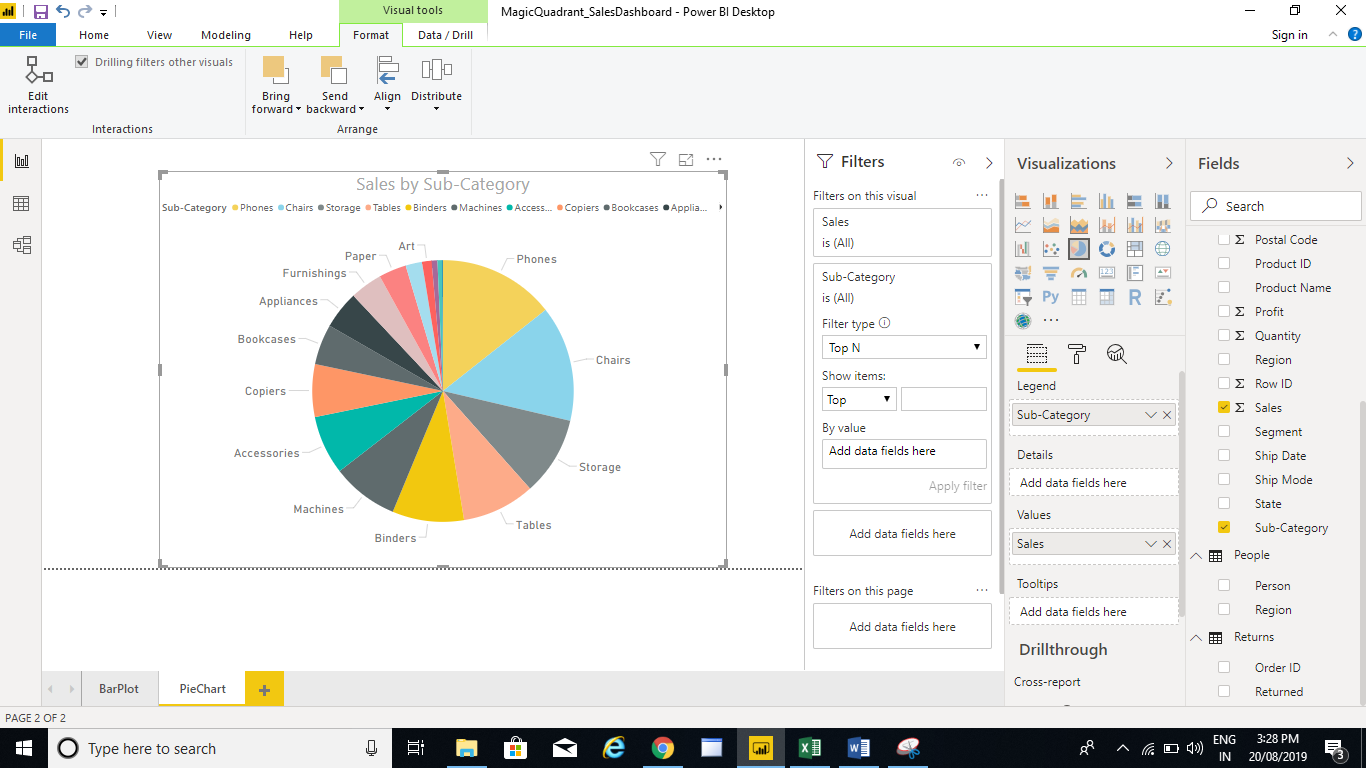 Visual tools
MagicQuadrant_SalesDashboard - Power BI Desktop
File Home View Modeling Help Format Data / Drill
Sign in
Edit interactions
Drilling filters other visuals
Interactions
Bring forward
Send backward
Align
Distribute
Arrange
Sales by Sub-Category
Sub-Category Phones Chairs Storage Tables Binders Machines Access... Copiers Bookcases Applia...
Art
Paper
Furnishings
Appliances
Bookcases
Copiers
Accessories
Machines
Binders
Phones
Chairs
Storage
Tables
Filters
Filters on this visual ...
Sales
is (All)
Sub-Category
is (All)
Filter type
Top N
Show items:
Top
By value
Add data fields here
Apply filter
Add data fields here
Filters on this page ...
Add data fields here
Visualizations
Py
R
123
...
Legend
Sub-Category
Details
Add data fields here
Values
Sales
Tooltips
Add data fields here
Drillthrough
Cross-report
Fields
Search
Σ Postal Code
Product ID
Product Name
Σ Profit
Σ Quantity
Region
Σ Row ID
Σ Sales
Segment
Ship Date
Ship Mode
State
Sub-Category
People
Person
Region
Returns
Order ID
Returned
BarPlot PieChart +
PAGE 2 OF 2
Type here to search
ENG
IN
3:28 PM
20/08/2019
3